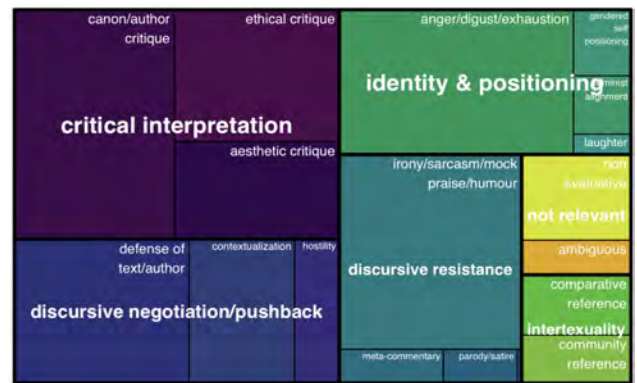 canon/author
critique
ethical critique
critical interpretation
aesthetic critique
anger/digust/exhaustion
gendered
self
positioning
identity & positioning
feminist
alignment
laughter
defense of
text/author
contextualization
hostility
discursive negotiation/pushback
irony/sarcasm/mock
praise/humour
discursive resistance
meta-commentary
parody/satire
non
evaluative
not relevant
ambiguous
comparative
reference
intertexuality
community
reference